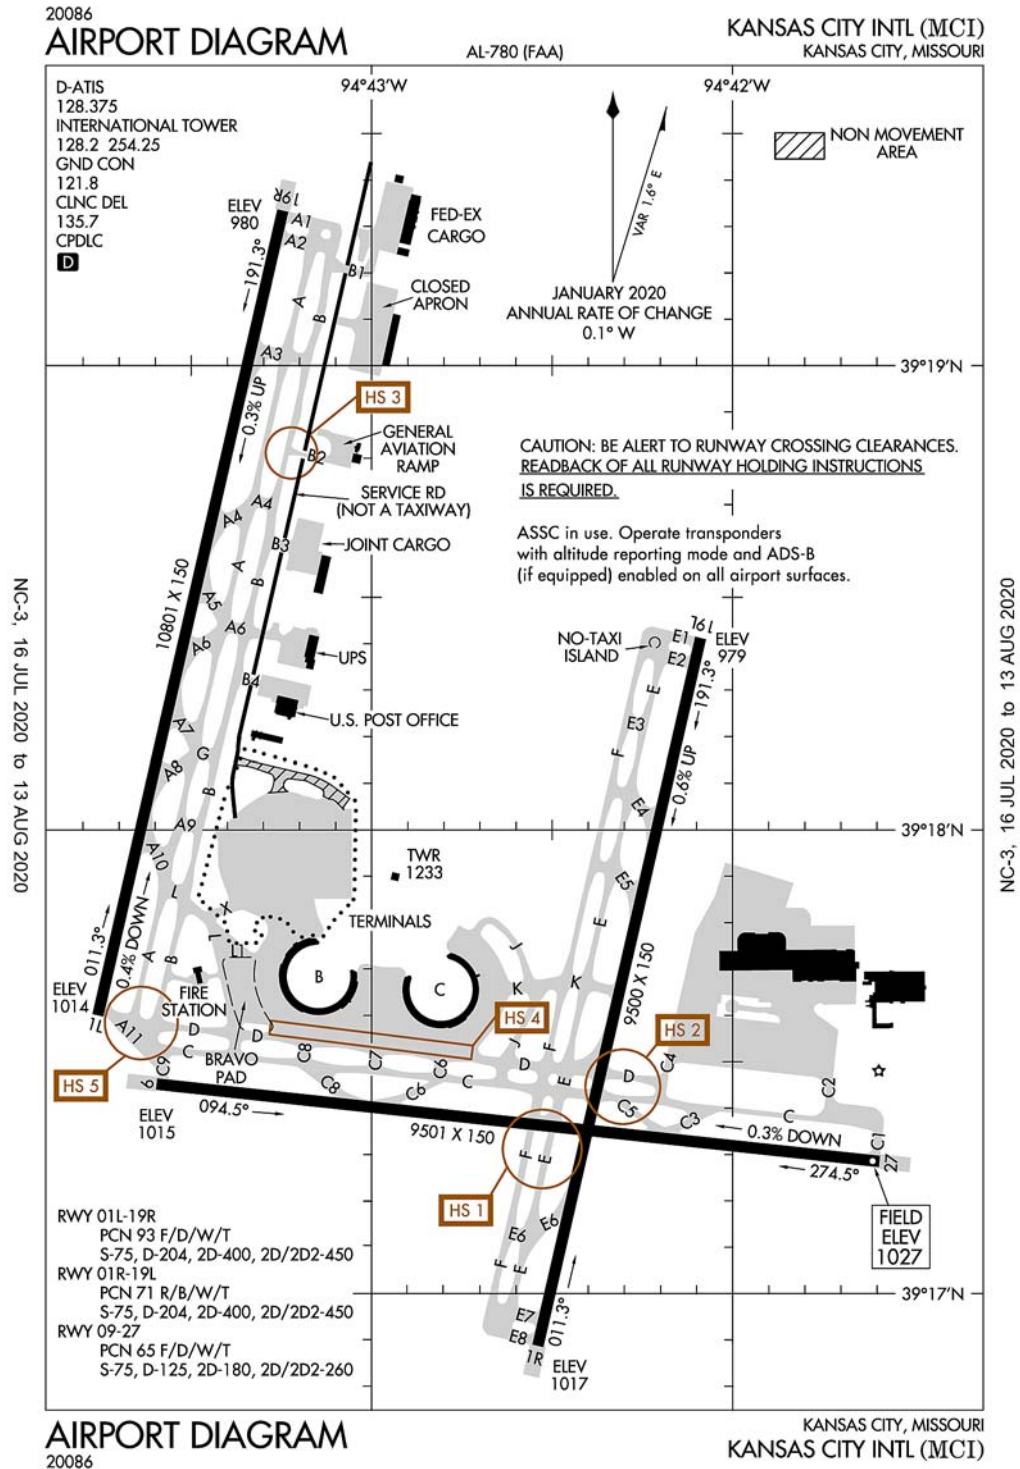 20086
AIRPORT DIAGRAM
AL-780 (FAA)
KANSAS CITY INTL (MCI)
KANSAS CITY, MISSOURI
D-ATIS
128.375
INTERNATIONAL TOWER
128.2 254.25
GND CON
121.8
CLNC DEL
135.7
CPDLC
D
94°43'W
94°42'W
VAR 1.6° E
JANUARY 2020
ANNUAL RATE OF CHANGE
0.1° W
NON MOVEMENT
AREA
ELEV
980
19R
A1
A2
191.3°
FED-EX
CARGO
B1
CLOSED
APRON
A
B
A3
39°19'N
0.3% UP
HS 3
GENERAL
AVIATION
RAMP
B2
SERVICE RD
(NOT A TAXIWAY)
CAUTION: BE ALERT TO RUNWAY CROSSING CLEARANCES.
READBACK OF ALL RUNWAY HOLDING INSTRUCTIONS
IS REQUIRED.
ASSC in use. Operate transponders
with altitude reporting mode and ADS-B
(if equipped) enabled on all airport surfaces.
A4
A4
B3
JOINT CARGO
A
B
10801 X 150
A5
A6
A6
UPS
B4
U.S. POST OFFICE
A7
G
A8
B
A9
A10
L
NO-TAXI
ISLAND
C
E1
E2
19L
ELEV
979
191.3°
E
E3
F
0.6% UP
E4
39°18'N
E5
E
TWR
1233
TERMINALS
X
L
011.3°
0.4% DOWN
A
B
B
C
J
K
K
9500 X 150
ELEV
1014
1L
A11
FIRE
STATION
D
D
C
HS 4
HS 2
HS 5
C9
BRAVO
PAD
C8
C8
C7
C6
C6
C
J
D
F
E
D
C5
C4
C3
C
C2
C1
9
ELEV
1015
094.5°
9501 X 150
0.3% DOWN
274.5°
27
F
E
HS 1
E6
E6
F
E
FIELD
ELEV
1027
39°17'N
E7
E8
1R
011.3°
ELEV
1017
RWY 01L-19R
PCN 93 F/D/W/T
S-75, D-204, 2D-400, 2D/2D2-450
RWY 01R-19L
PCN 71 R/B/W/T
S-75, D-204, 2D-400, 2D/2D2-450
RWY 09-27
PCN 65 F/D/W/T
S-75, D-125, 2D-180, 2D/2D2-260
NC-3, 16 JUL 2020 to 13 AUG 2020
NC-3, 16 JUL 2020 to 13 AUG 2020
AIRPORT DIAGRAM
20086
KANSAS CITY, MISSOURI
KANSAS CITY INTL (MCI)